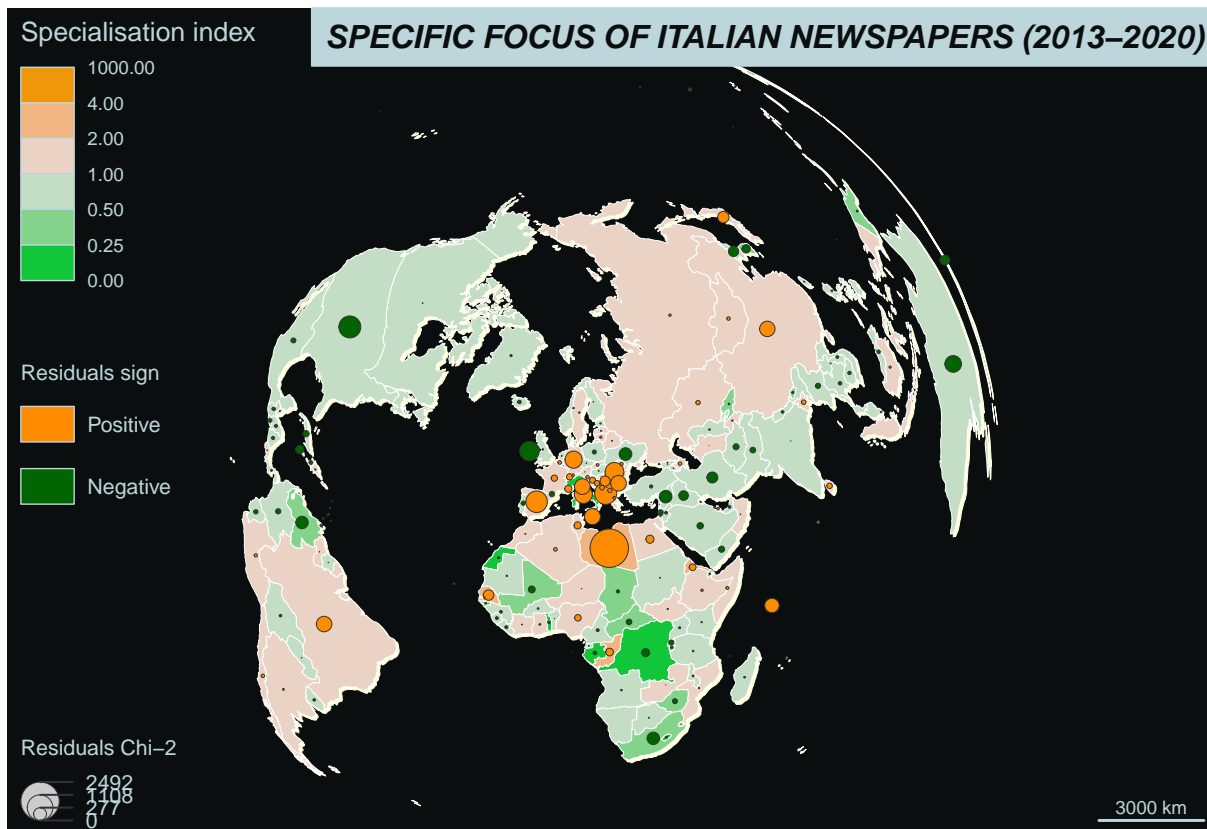 SPECIFIC FOCUS OF ITALIAN NEWSPAPERS (2013–2020)
Specialisation index
1000.00
4.00
2.00
1.00
0.50
0.25
0.00
Residuals sign
Positive
Negative
Residuals Chi–2
2492
1108
277
0
3000 km